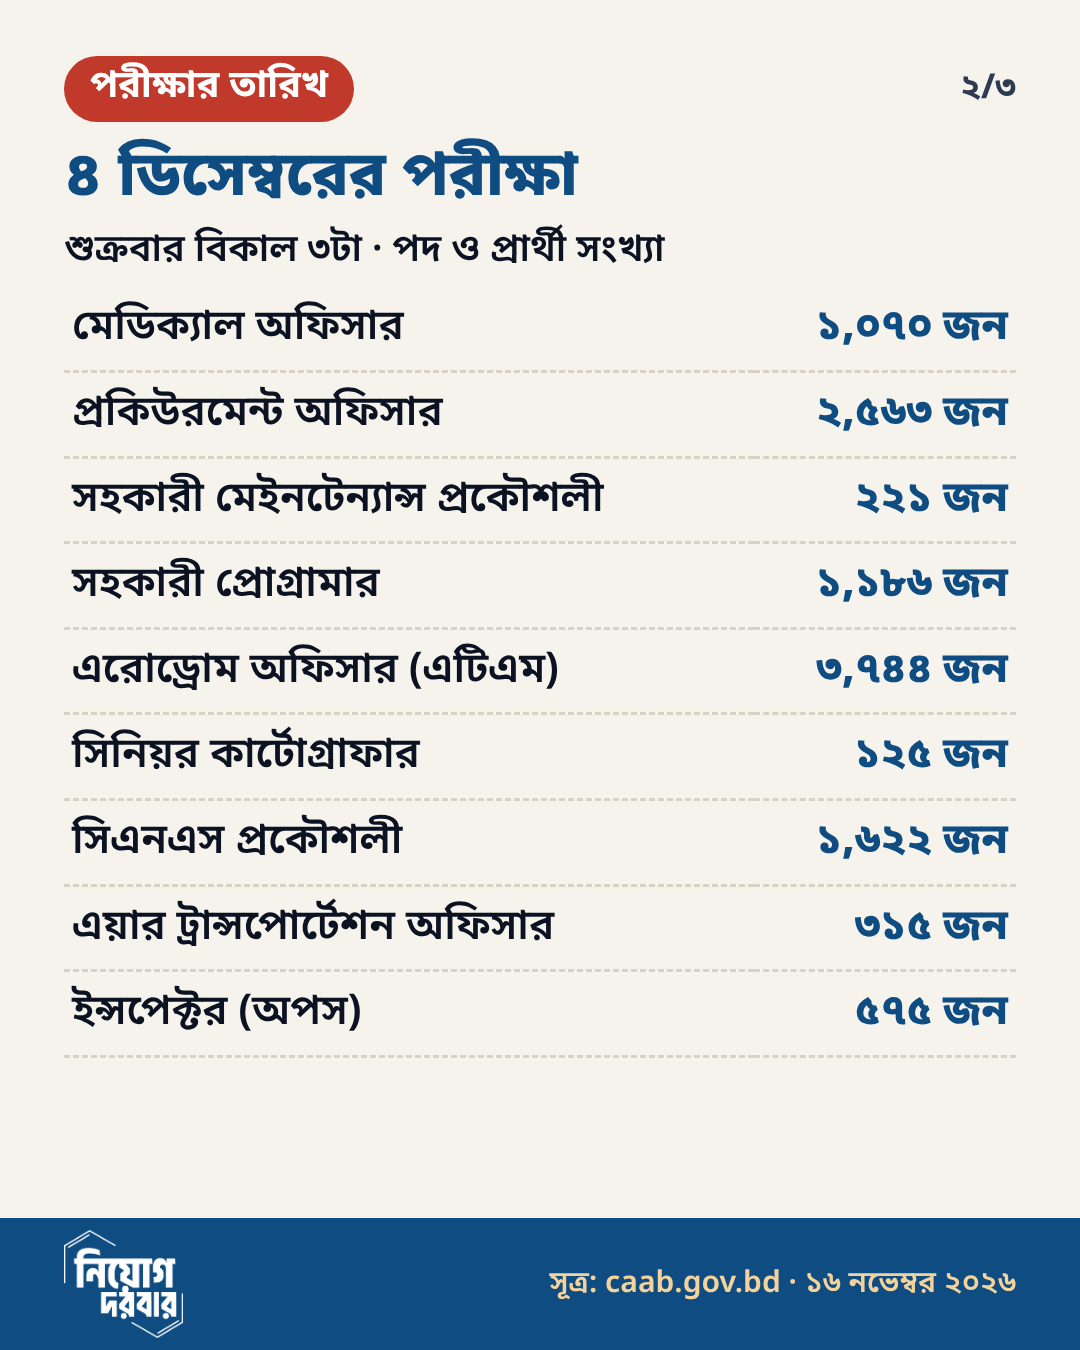 পরীক্ষার তারিখ
২/৩
৪ ডিসেম্বরের পরীক্ষা
শুক্রবার বিকাল ৩টা · পদ ও প্রার্থী সংখ্যা
মেডিক্যাল অফিসার ১,০৭০ জন
প্রকিউরমেন্ট অফিসার ২,৫৬৩ জন
সহকারী মেইনটেন্যান্স প্রকৌশলী ২২১ জন
সহকারী প্রোগ্রামার ১,১৮৬ জন
এরোড্রোম অফিসার (এটিএম) ৩,৭৪৪ জন
সিনিয়র কার্টোগ্রাফার ১২৫ জন
সিএনএস প্রকৌশলী ১,৬২২ জন
এয়ার ট্রান্সপোর্টেশন অফিসার ৩১৫ জন
ইন্সপেক্টর (অপস) ৫৭৫ জন
নিয়োগ
দরবার
সূত্র: caab.gov.bd · ১৬ নভেম্বর ২০২৬